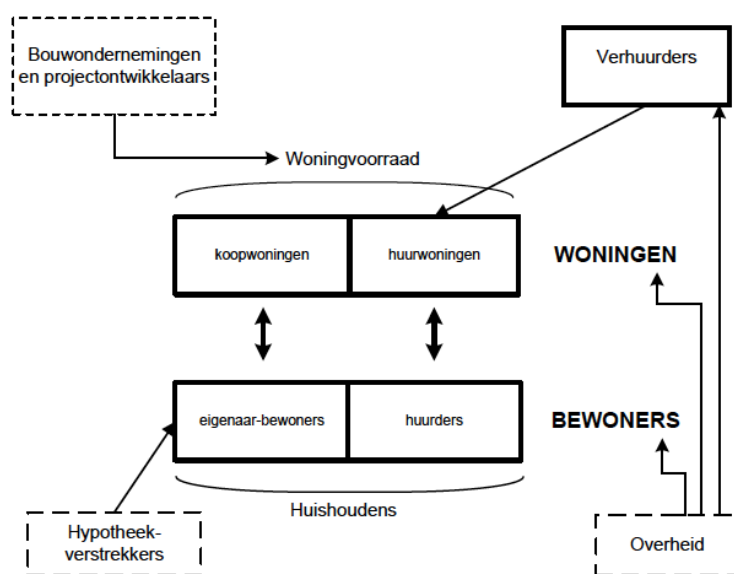 Bouwondernemingen
en projectontwikkelaars
Verhuurders
Woningvoorraad
koopwoningen
huurwoningen
WONINGEN
eigenaar-bewoners
huurders
BEWONERS
Huishoudens
Hypotheek-
verstrekkers
Overheid